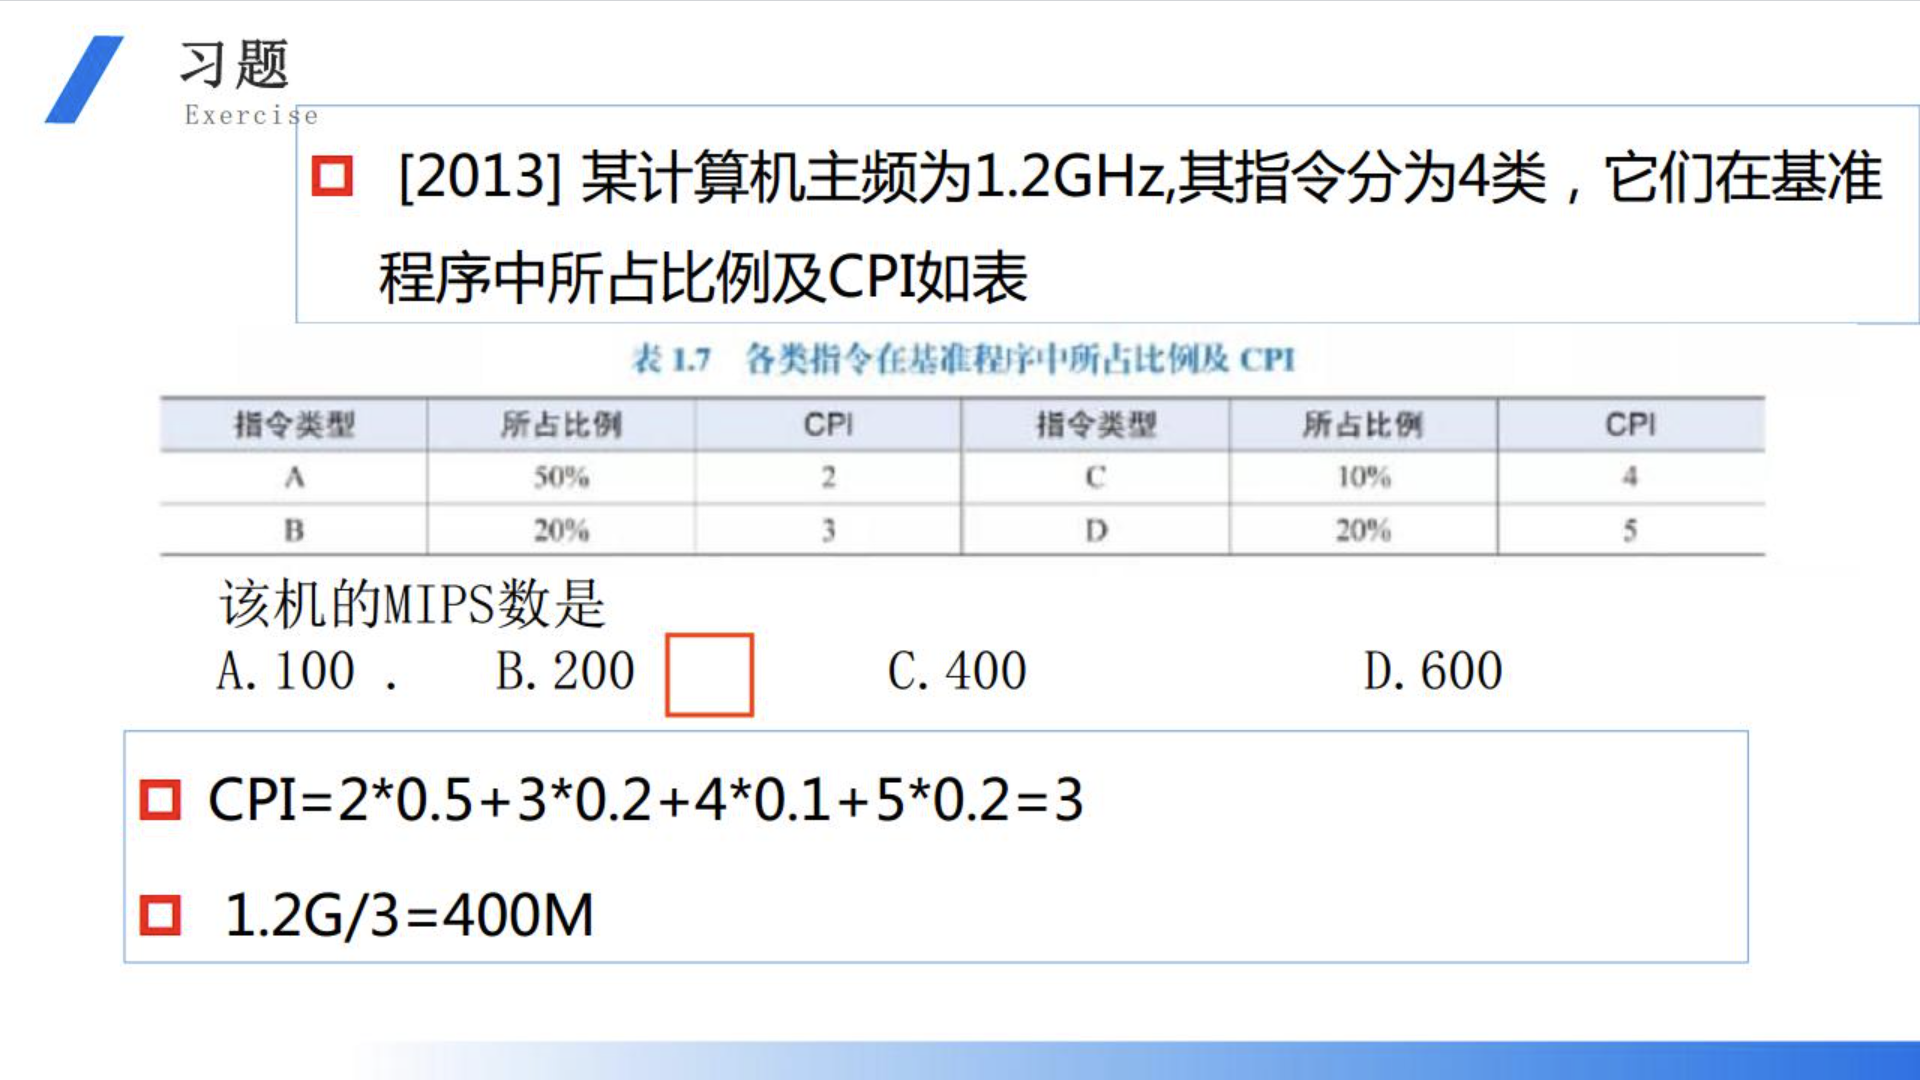 习题
Exercise
[2013] 某计算机主频为1.2GHz,其指令分为4类，它们在基准
程序中所占比例及CPI如表
表 1.7 各类指令在基准程序中所占比例及 CPI
指令类型 所占比例 CPI 指令类型 所占比例 CPI
A 50% 2 C 10% 4
B 20% 3 D 20% 5
该机的MIPS数是
A.100 . B.200 C.400 D.600
CPI=2*0.5+3*0.2+4*0.1+5*0.2=3
1.2G/3=400M